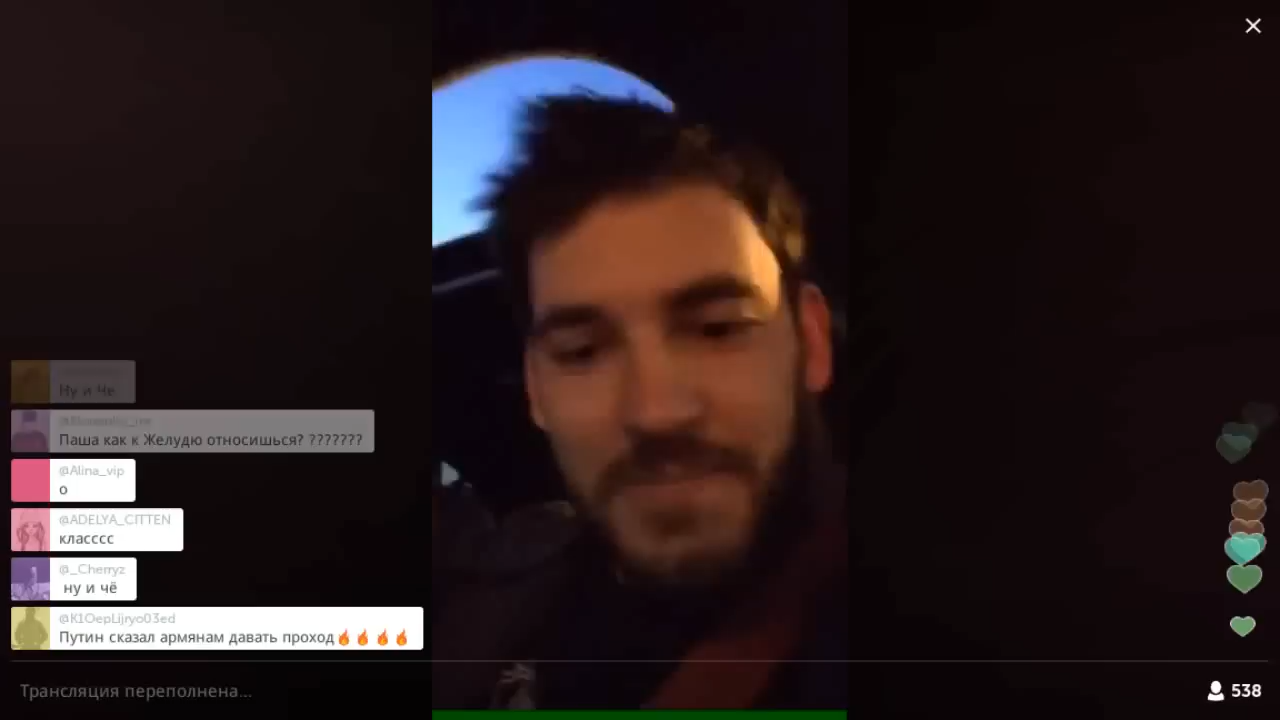 Ну и Че
Паша как к Желудю относишься? ???????
@Alina_vip
о
@ADELYA_CITTEN
класссс
@_Cherryz
ну и чё
Путин сказал армянам давать проход🔥🔥🔥🔥
Трансляция переполнена...
538